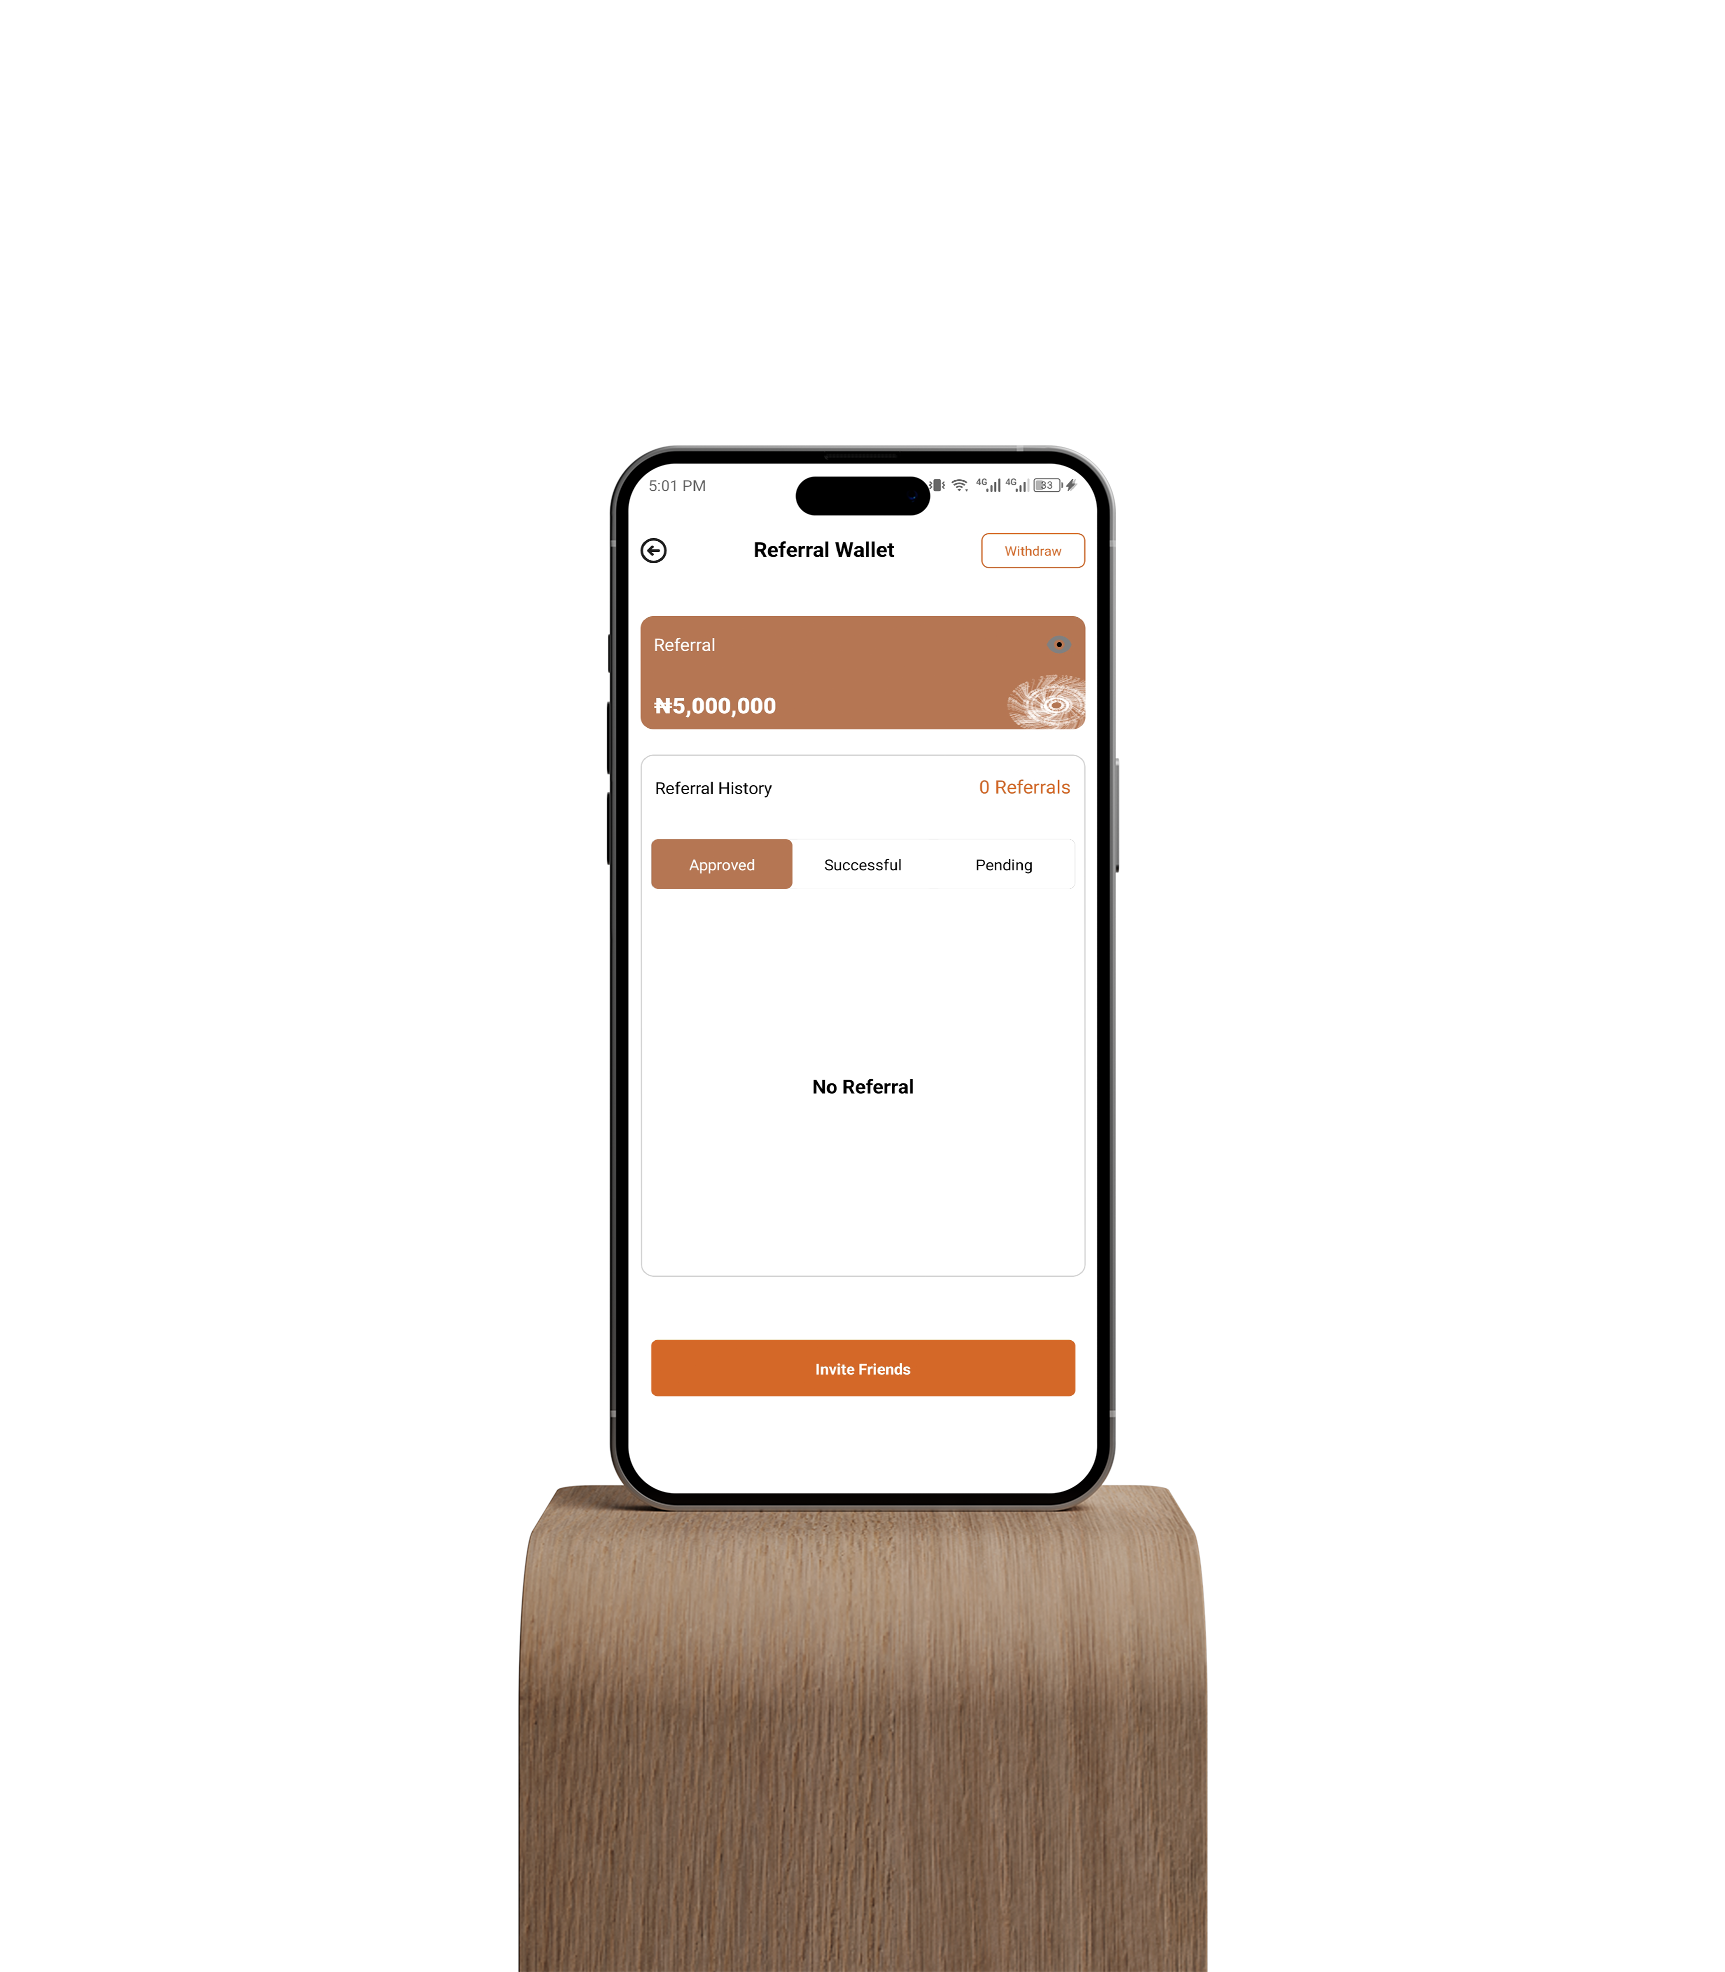 5:01 PM 4G 4G 33
Referral Wallet
Withdraw
Referral
₦5,000,000
Referral History
0 Referrals
Approved Successful Pending
No Referral
Invite Friends